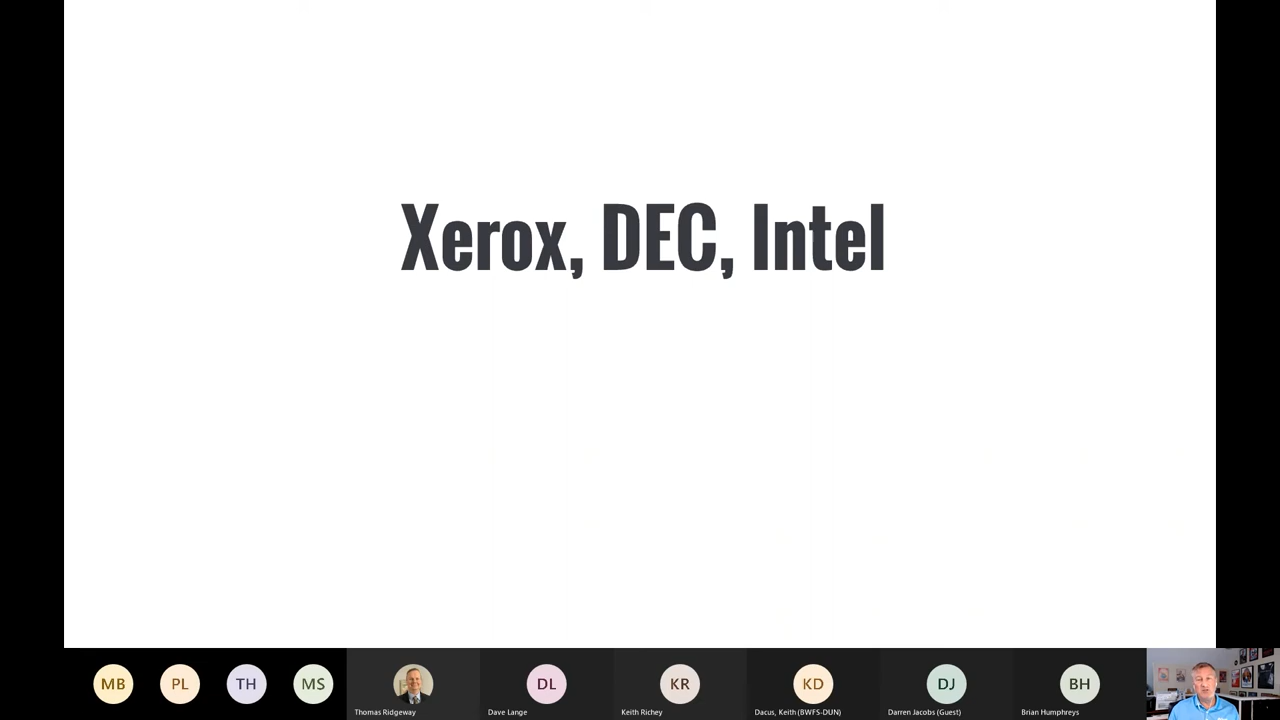 Xerox, DEC, Intel
MB
PL
TH
MS
Thomas Ridgeway
DL
Dave Lange
KR
Keith Richey
KD
Dacus, Keith (BWFS-DUN)
DJ
Darren Jacobs (Guest)
BH
Brian Humphreys